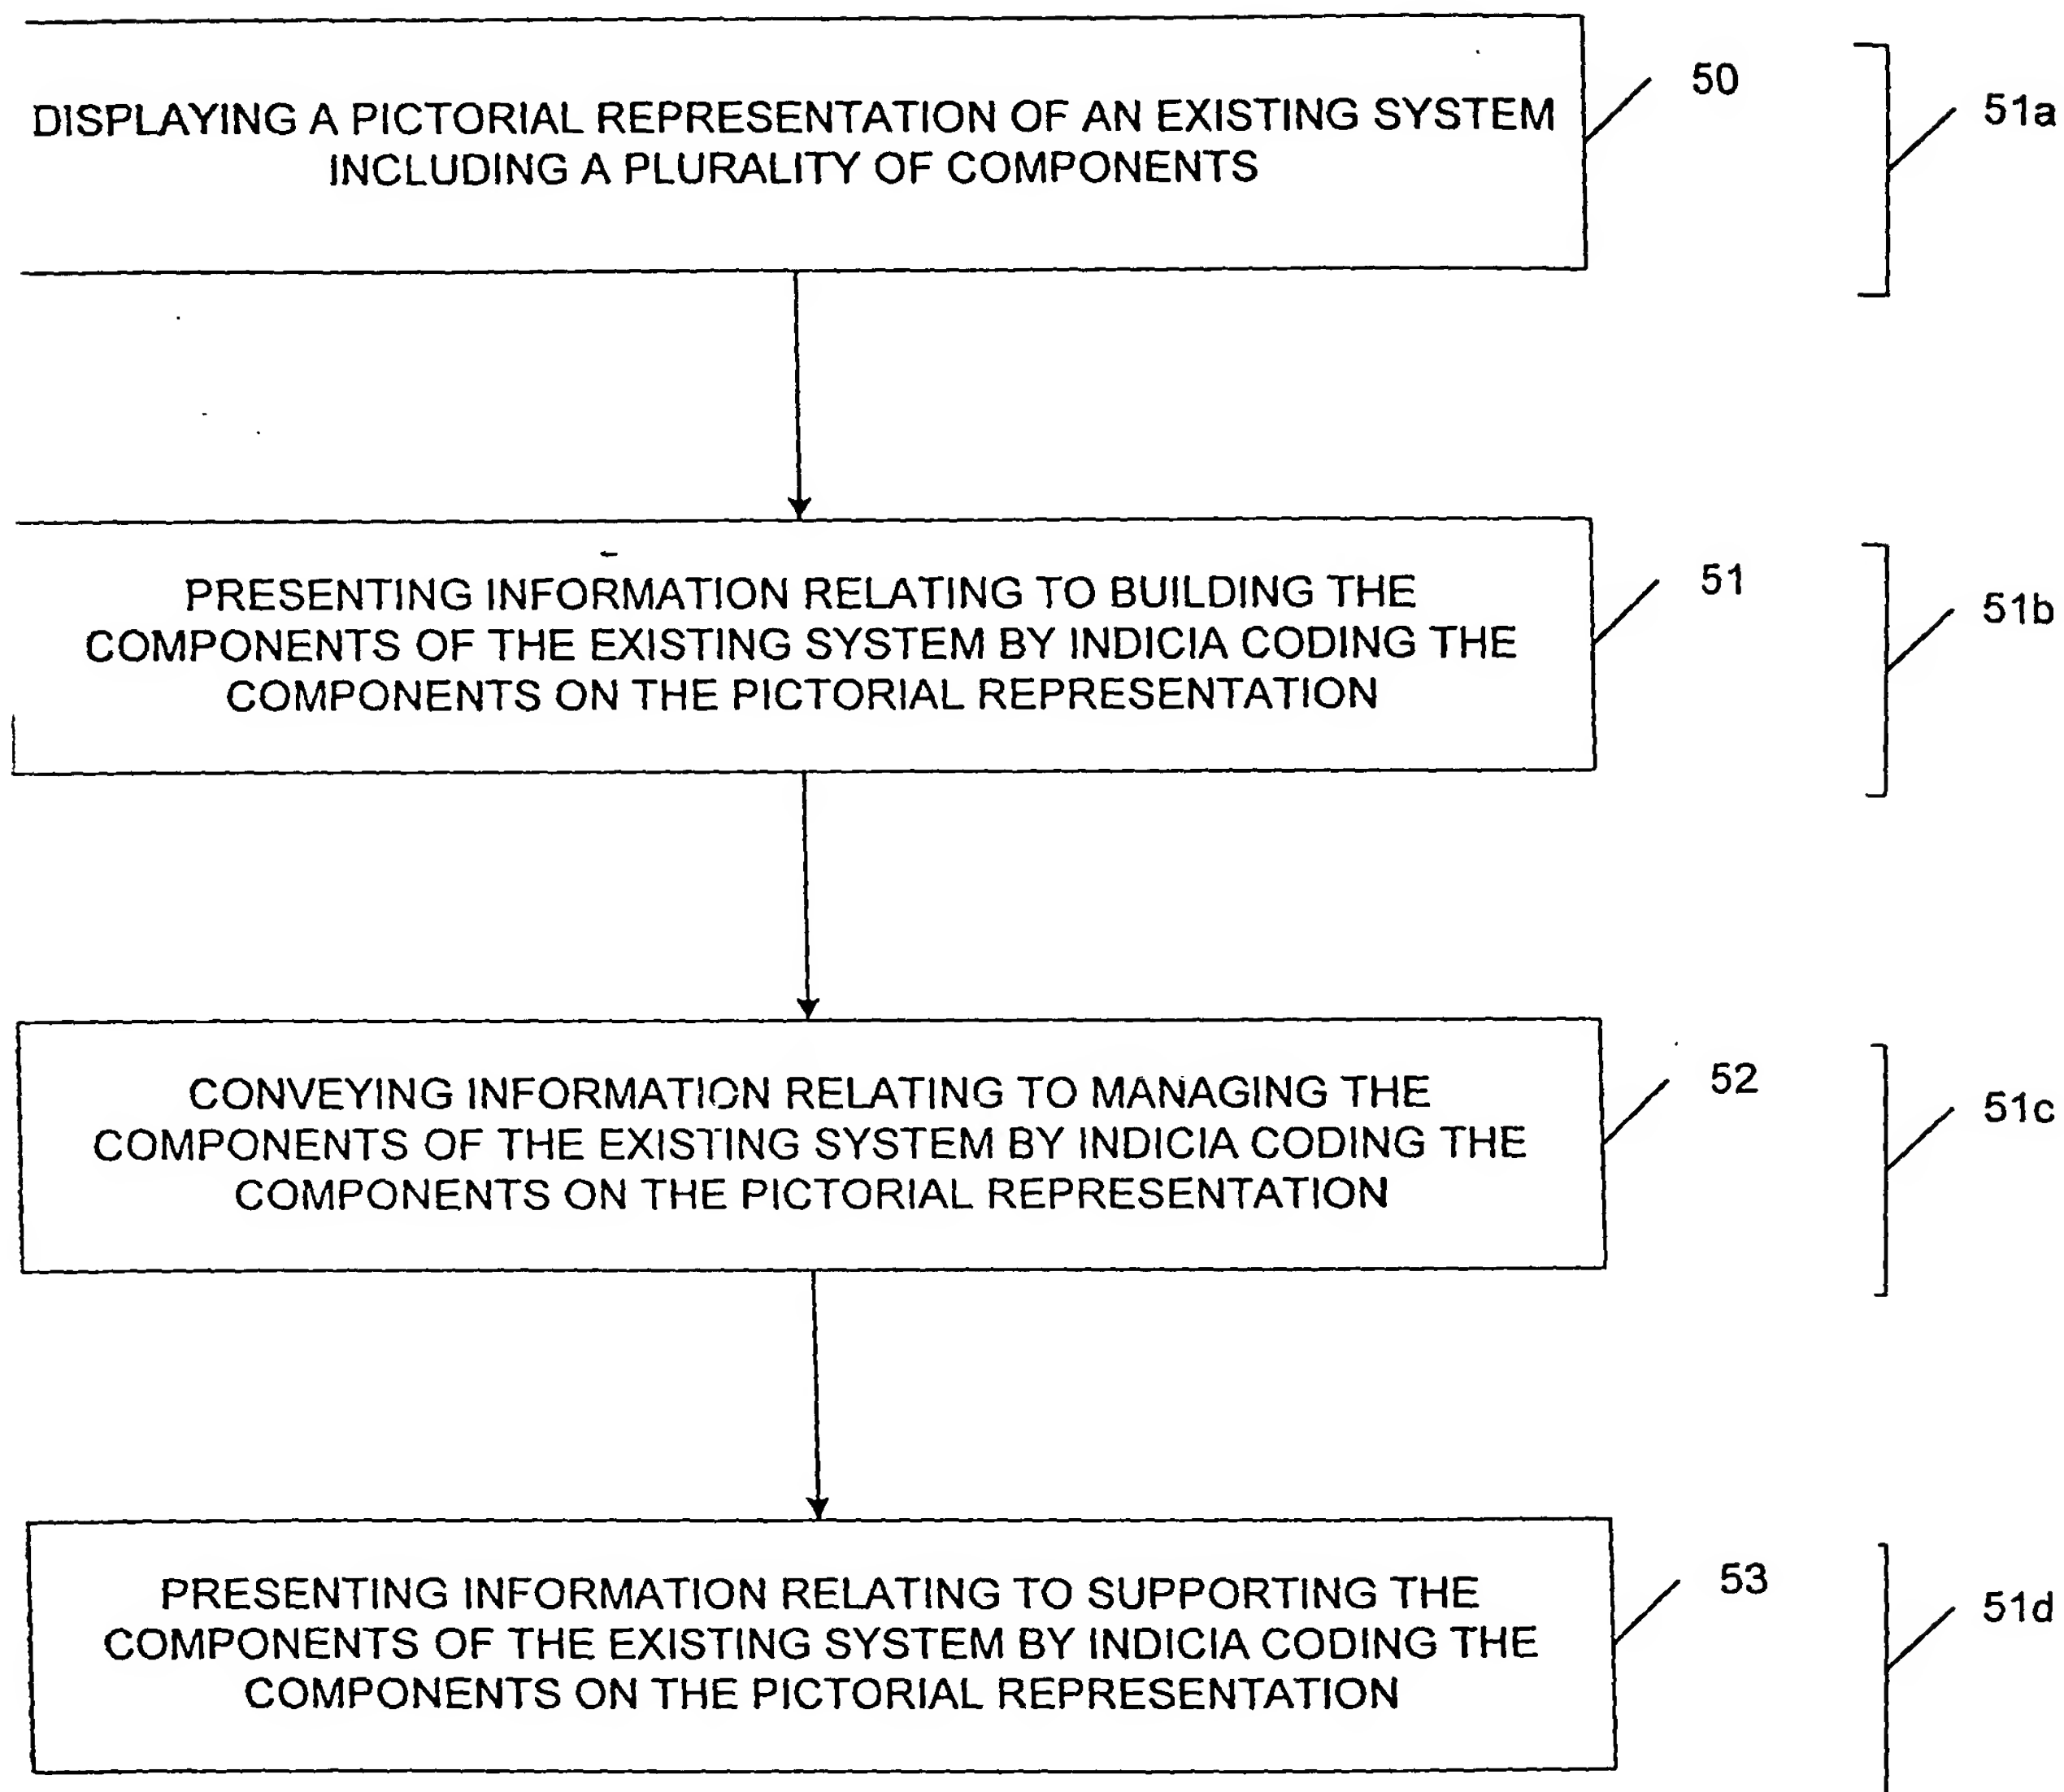 DISPLAYING A PICTORIAL REPRESENTATION OF AN EXISTING SYSTEM
INCLUDING A PLURALITY OF COMPONENTS
50
51a
PRESENTING INFORMATION RELATING TO BUILDING THE
COMPONENTS OF THE EXISTING SYSTEM BY INDICIA CODING THE
COMPONENTS ON THE PICTORIAL REPRESENTATION
51
51b
CONVEYING INFORMATION RELATING TO MANAGING THE
COMPONENTS OF THE EXISTING SYSTEM BY INDICIA CODING THE
COMPONENTS ON THE PICTORIAL REPRESENTATION
52
51c
PRESENTING INFORMATION RELATING TO SUPPORTING THE
COMPONENTS OF THE EXISTING SYSTEM BY INDICIA CODING THE
COMPONENTS ON THE PICTORIAL REPRESENTATION
53
51d